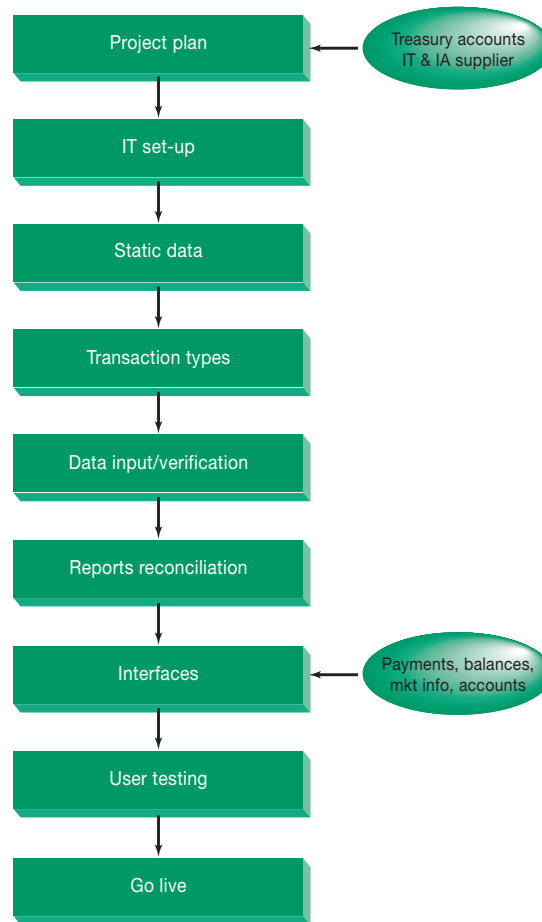 Project plan
Treasury accounts
IT & IA supplier
IT set-up
Static data
Transaction types
Data input/verification
Reports reconciliation
Interfaces
Payments, balances,
mkt info, accounts
User testing
Go live